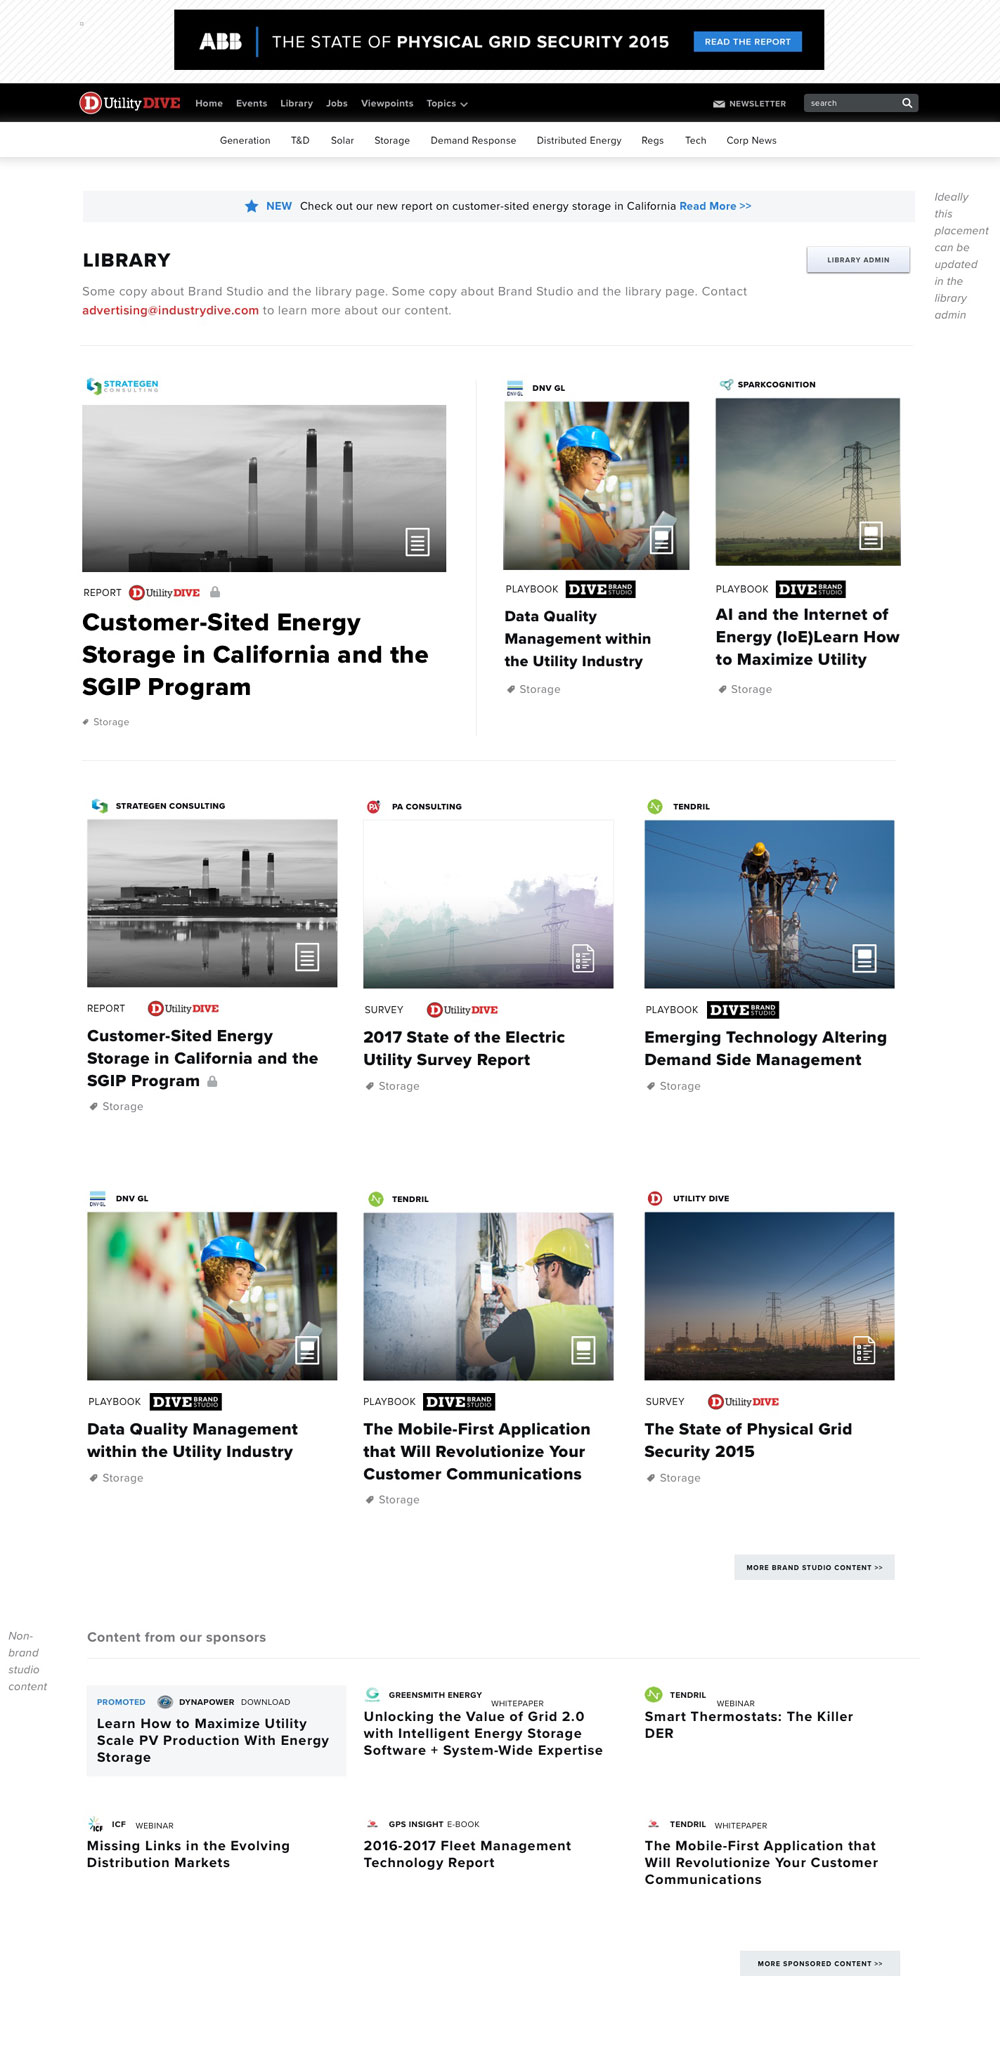 ABB THE STATE OF PHYSICAL GRID SECURITY 2015 READ THE REPORT
D Utility DIVE Home Events Library Jobs Viewpoints Topics NEWSLETTER search
Generation T&D Solar Storage Demand Response Distributed Energy Regs Tech Corp News
NEW Check out our new report on customer-sited energy storage in California Read More >>
Ideally
this
placement
can be
updated
in the
library
admin
LIBRARY
LIBRARY ADMIN
Some copy about Brand Studio and the library page. Some copy about Brand Studio and the library page. Contact
advertising@industrydive.com to learn more about our content.
STRATEGEN
CONSULTING
REPORT D Utility DIVE
Customer-Sited Energy
Storage in California and the
SGIP Program
Storage
DNV·GL DNV GL
PLAYBOOK DIVE BRAND STUDIO
Data Quality
Management within
the Utility Industry
Storage
SPARKCOGNITION
PLAYBOOK DIVE BRAND STUDIO
AI and the Internet of
Energy (IoE)Learn How
to Maximize Utility
Storage
STRATEGEN CONSULTING
REPORT D Utility DIVE
Customer-Sited Energy
Storage in California and the
SGIP Program
Storage
PA PA CONSULTING
SURVEY D Utility DIVE
2017 State of the Electric
Utility Survey Report
Storage
TENDRIL
PLAYBOOK DIVE BRAND STUDIO
Emerging Technology Altering
Demand Side Management
Storage
DNV·GL DNV GL
PLAYBOOK DIVE BRAND STUDIO
Data Quality Management
within the Utility Industry
Storage
TENDRIL
PLAYBOOK DIVE BRAND STUDIO
The Mobile-First Application
that Will Revolutionize Your
Customer Communications
Storage
D UTILITY DIVE
SURVEY D Utility DIVE
The State of Physical Grid
Security 2015
Storage
MORE BRAND STUDIO CONTENT >>
Non-
brand
studio
content
Content from our sponsors
PROMOTED DYNAPOWER DOWNLOAD
Learn How to Maximize Utility
Scale PV Production With Energy
Storage
GREENSMITH ENERGY WHITEPAPER
Unlocking the Value of Grid 2.0
with Intelligent Energy Storage
Software + System-Wide Expertise
TENDRIL WEBINAR
Smart Thermostats: The Killer
DER
ICF ICF WEBINAR
Missing Links in the Evolving
Distribution Markets
GPS INSIGHT E-BOOK
2016-2017 Fleet Management
Technology Report
TENDRIL WHITEPAPER
The Mobile-First Application that
Will Revolutionize Your Customer
Communications
MORE SPONSORED CONTENT >>